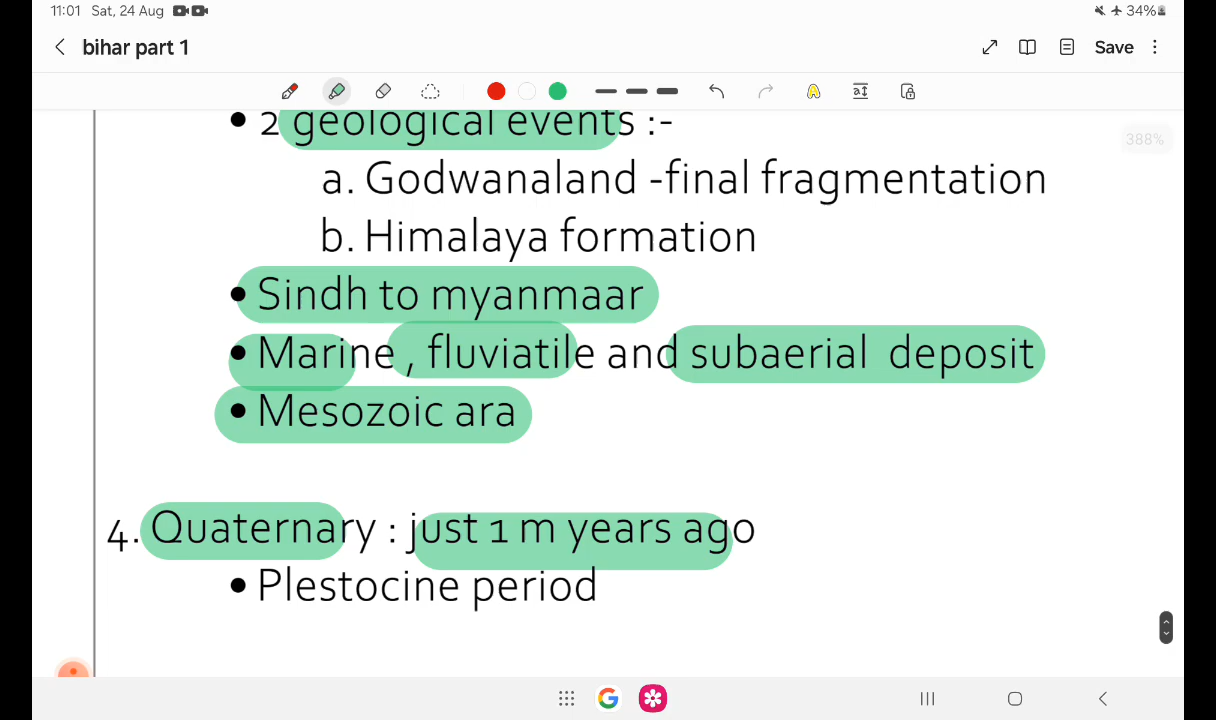 11:01 Sat, 24 Aug 34%
bihar part 1 Save
388%
• 2 geological events :-
a. Godwanaland -final fragmentation
b. Himalaya formation
• Sindh to myanmaar
• Marine , fluviatile and subaerial deposit
• Mesozoic ara
4. Quaternary : just 1 m years ago
• Plestocine period